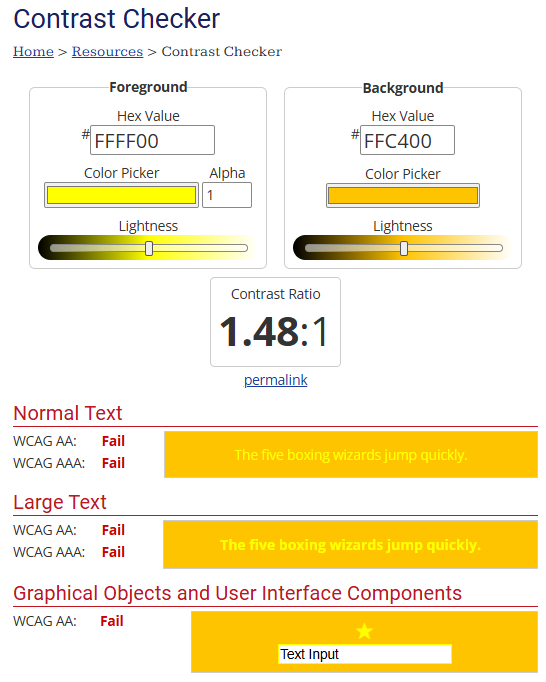 Contrast Checker
Home > Resources > Contrast Checker
Foreground
Hex Value
# FFFF00
Color Picker Alpha
1
Lightness
Background
Hex Value
# FFC400
Color Picker
Lightness
Contrast Ratio
1.48:1
permalink
Normal Text
WCAG AA: Fail
WCAG AAA: Fail
The five boxing wizards jump quickly.
Large Text
WCAG AA: Fail
WCAG AAA: Fail
The five boxing wizards jump quickly.
Graphical Objects and User Interface Components
WCAG AA: Fail
Text Input